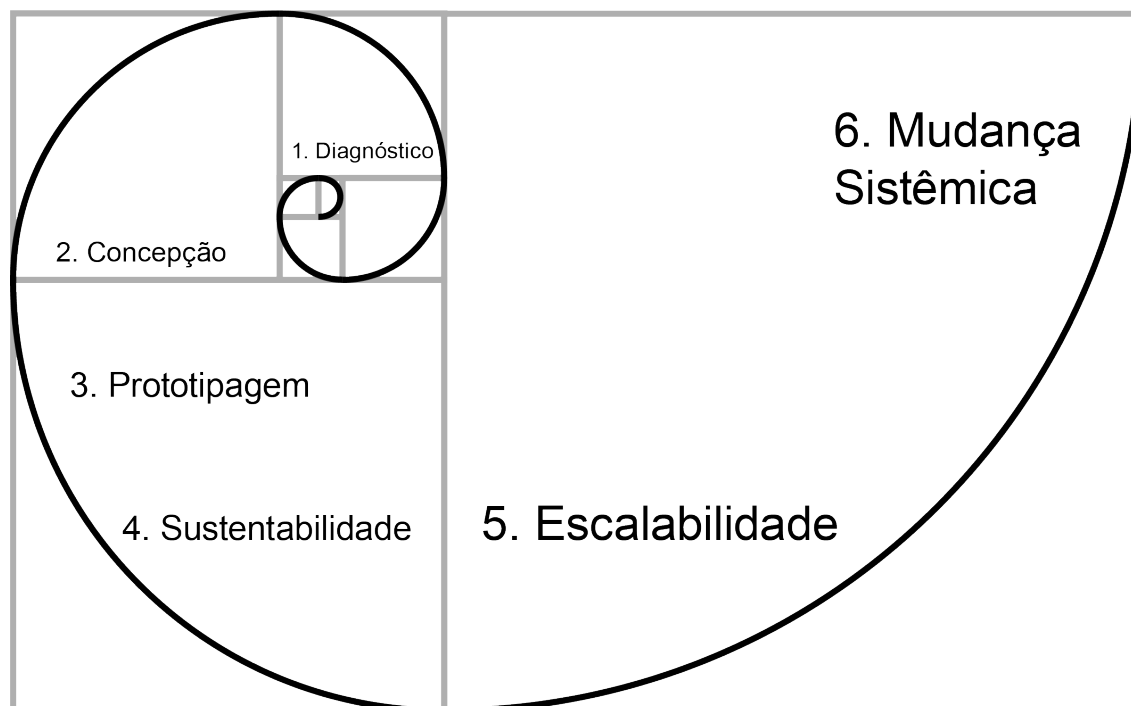 1. Diagnóstico
2. Concepção
3. Prototipagem
4. Sustentabilidade
5. Escalabilidade
6. Mudança
Sistêmica